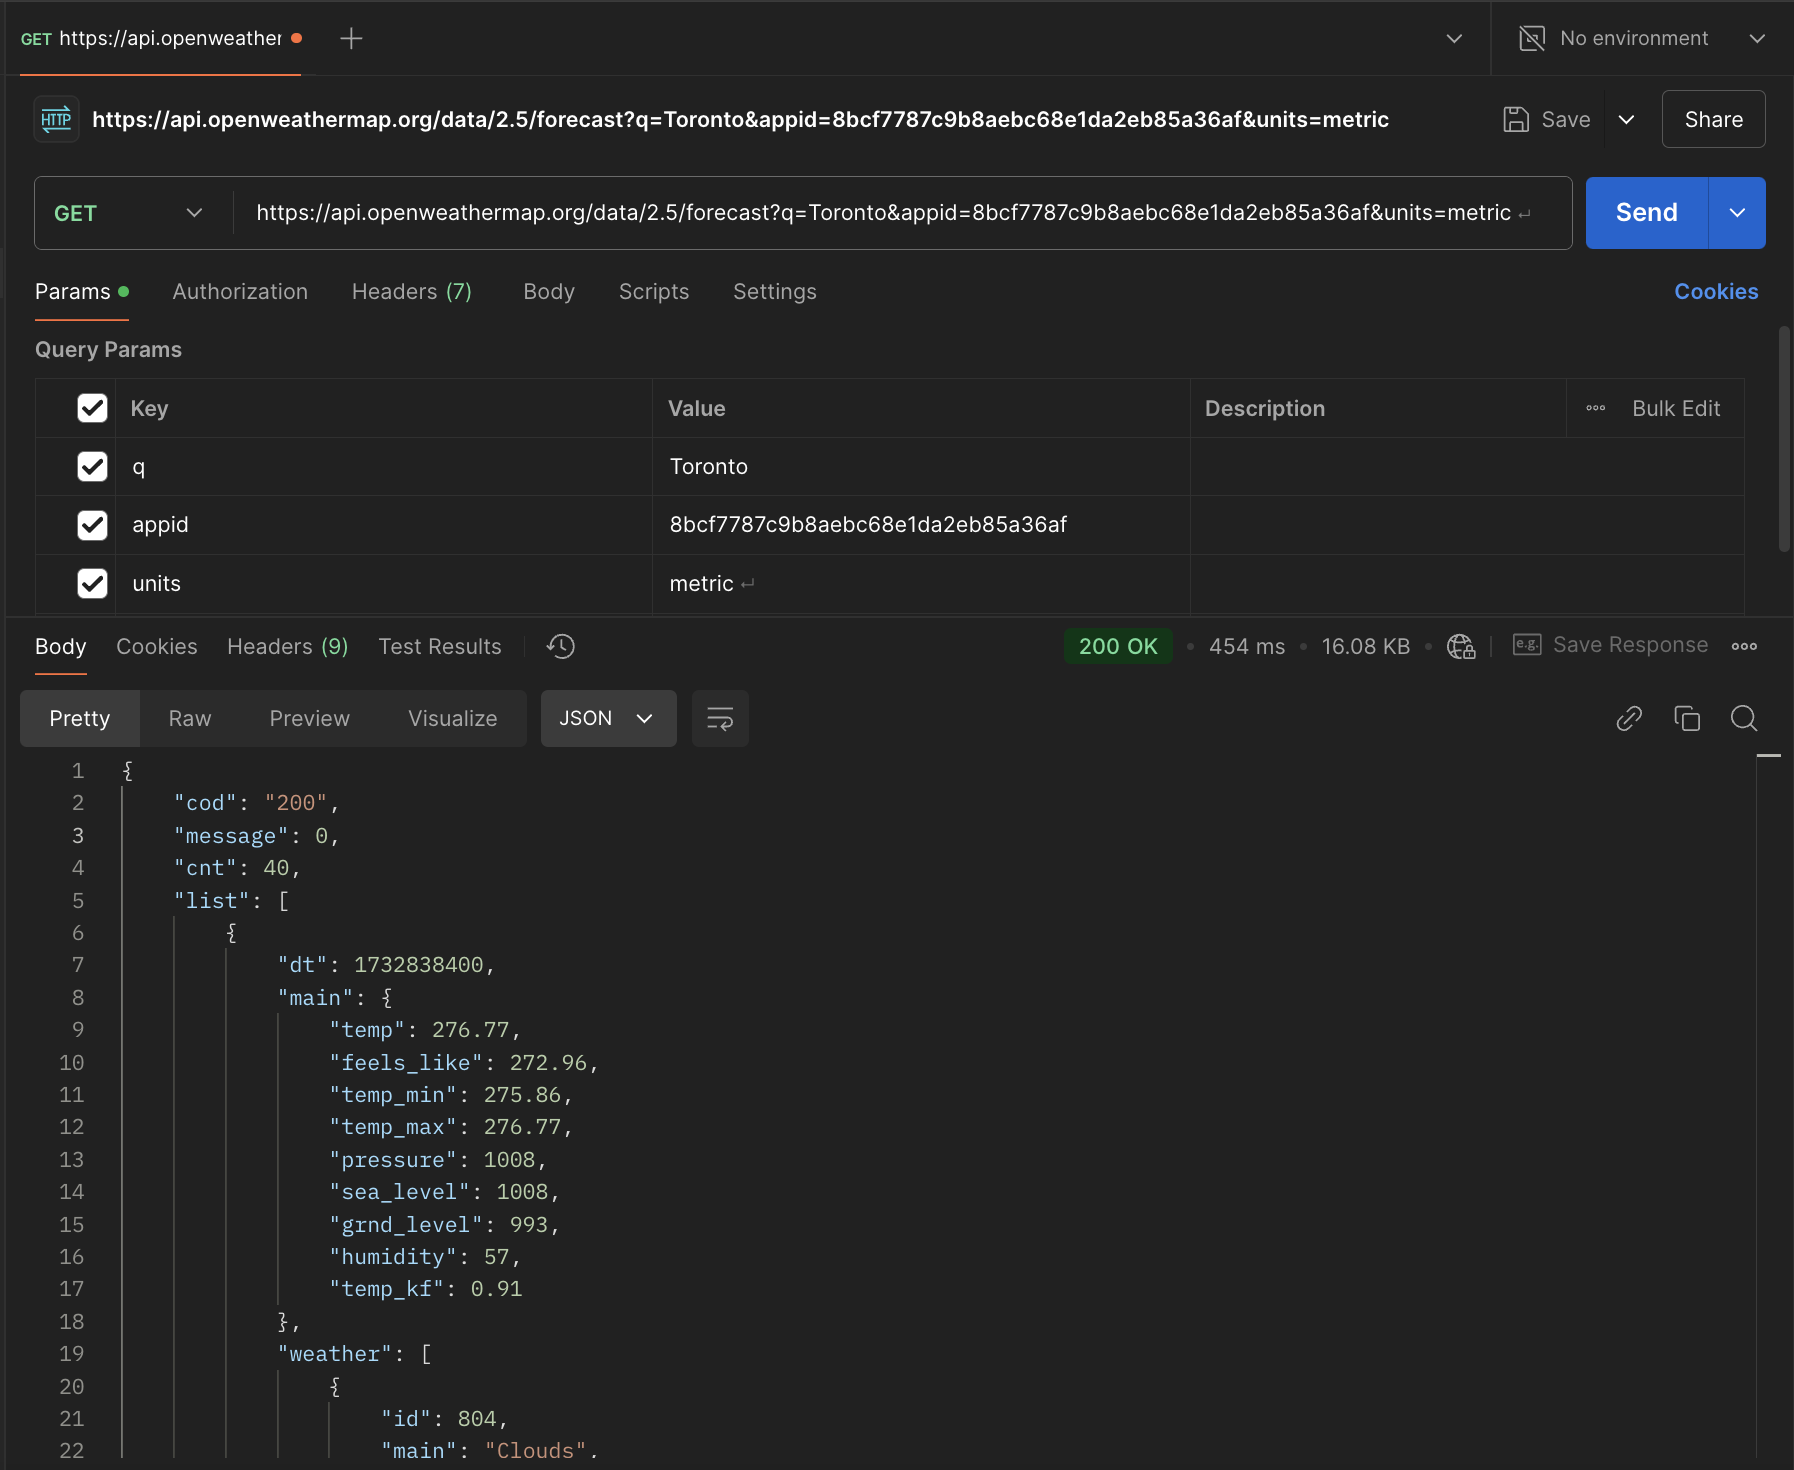 GET https://api.openweather
No environment
HTTP https://api.openweathermap.org/data/2.5/forecast?q=Toronto&appid=8bcf7787c9b8aebc68e1da2eb85a36af&units=metric Save Share
GET https://api.openweathermap.org/data/2.5/forecast?q=Toronto&appid=8bcf7787c9b8aebc68e1da2eb85a36af&units=metric Send
Params Authorization Headers (7) Body Scripts Settings Cookies
Query Params
Key Value Description Bulk Edit
q Toronto
appid 8bcf7787c9b8aebc68e1da2eb85a36af
units metric
Body Cookies Headers (9) Test Results 200 OK 454 ms 16.08 KB e.g. Save Response
Pretty Raw Preview Visualize JSON
1 {
2 "cod": "200",
3 "message": 0,
4 "cnt": 40,
5 "list": [
6 {
7 "dt": 1732838400,
8 "main": {
9 "temp": 276.77,
10 "feels_like": 272.96,
11 "temp_min": 275.86,
12 "temp_max": 276.77,
13 "pressure": 1008,
14 "sea_level": 1008,
15 "grnd_level": 993,
16 "humidity": 57,
17 "temp_kf": 0.91
18 },
19 "weather": [
20 {
21 "id": 804,
22 "main": "Clouds",